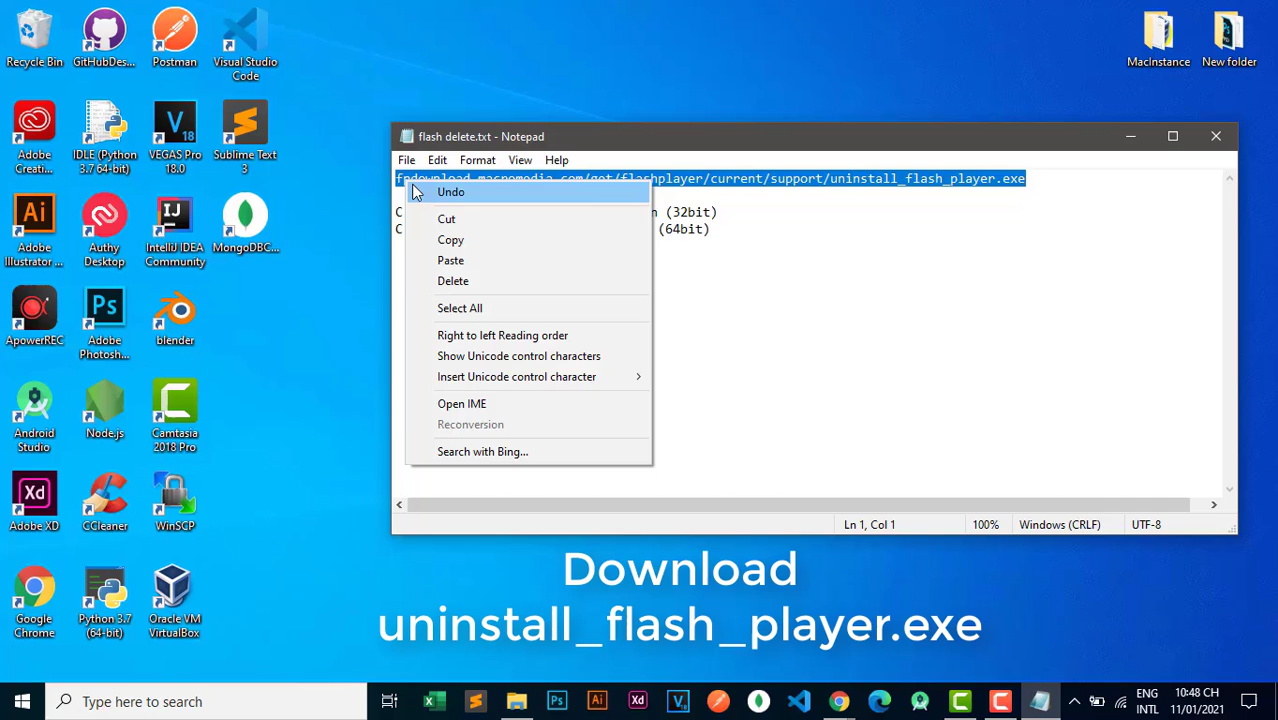 Recycle Bin
GitHubDes...
Postman
Visual Studio
Code
MacInstance
New folder
Adobe
Creati...
IDLE (Python
3.7 64-bit)
VEGAS Pro
18.0
Sublime Text
3
Adobe
Illustrator ...
Authy
Desktop
IntelliJ IDEA
Community
MongoDBC...
ApowerREC
Adobe
Photosh...
blender
Android
Studio
Node.js
Camtasia
2018 Pro
Adobe XD
CCleaner
WinSCP
Google
Chrome
Python 3.7
(64-bit)
Oracle VM
VirtualBox
flash delete.txt - Notepad
File Edit Format View Help
fpdownload.macromedia.com/get/flashplayer/current/support/uninstall_flash_player.exe
C (32bit)
C (64bit)
Undo
Cut
Copy
Paste
Delete
Select All
Right to left Reading order
Show Unicode control characters
Insert Unicode control character
Open IME
Reconversion
Search with Bing...
Ln 1, Col 1 100% Windows (CRLF) UTF-8
Download
uninstall_flash_player.exe
Type here to search
ENG
INTL
10:48 CH
11/01/2021